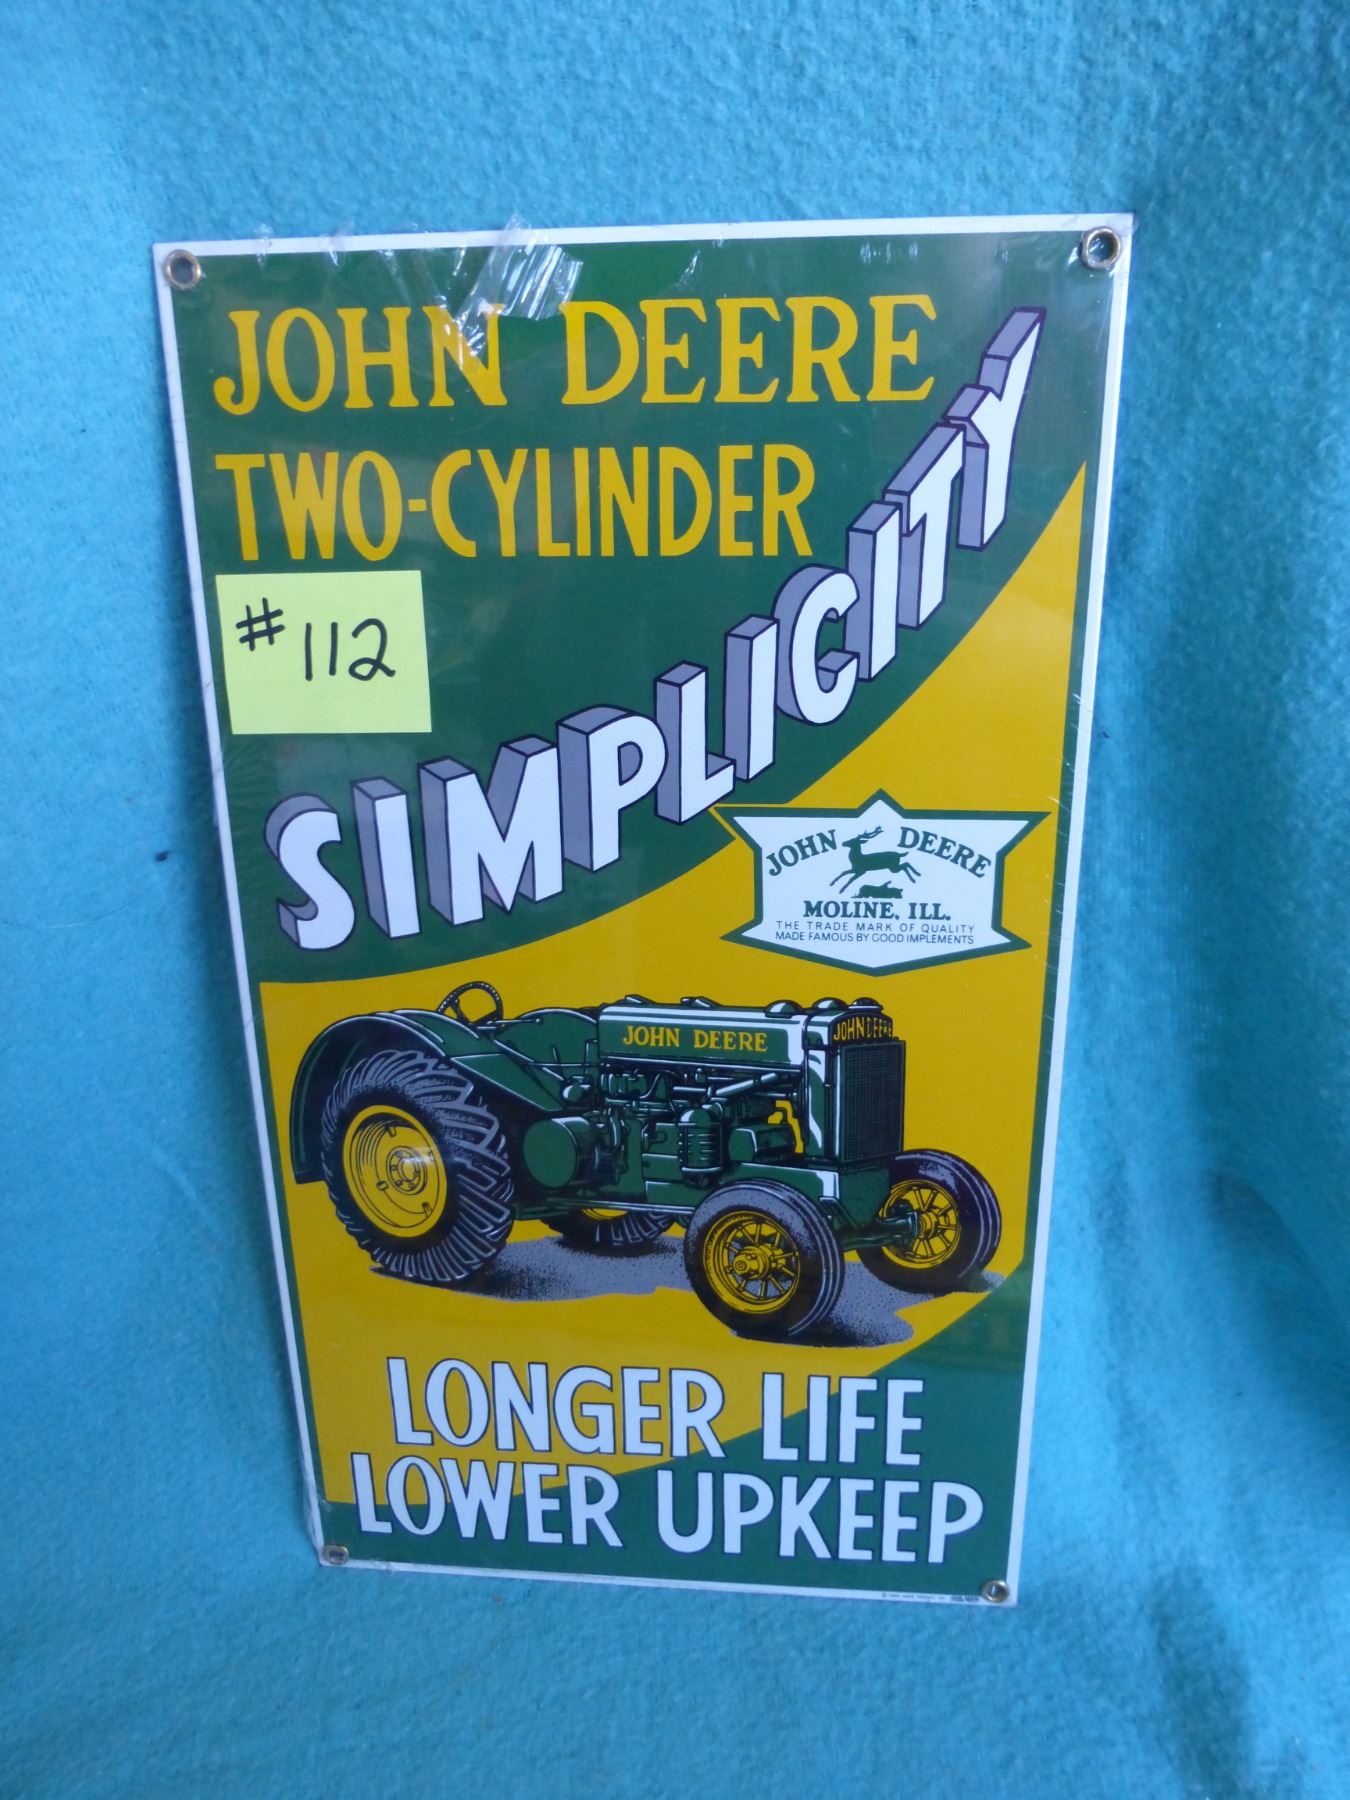 JOHN DEERE
TWO-CYLINDER
# 112
SIMPLICITY
JOHN DEERE
MOLINE, ILL.
THE TRADE MARK OF QUALITY
MADE FAMOUS BY GOOD IMPLEMENTS
JOHN DEERE
JOHN DEERE
LONGER LIFE
LOWER UPKEEP